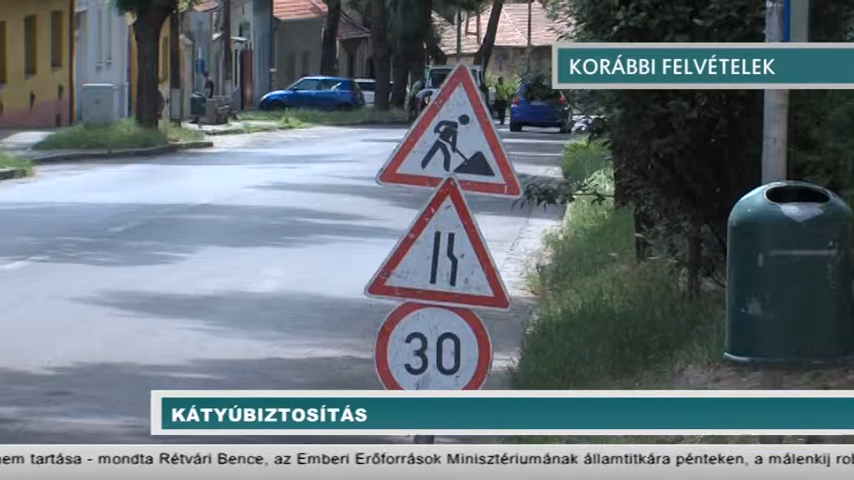 KORÁBBI FELVÉTELEK
30
KÁTYÚBIZTOSÍTÁS
nem tartása - mondta Rétvári Bence, az Emberi Erőforrások Minisztériumának államtitkára pénteken, a málenkij rob